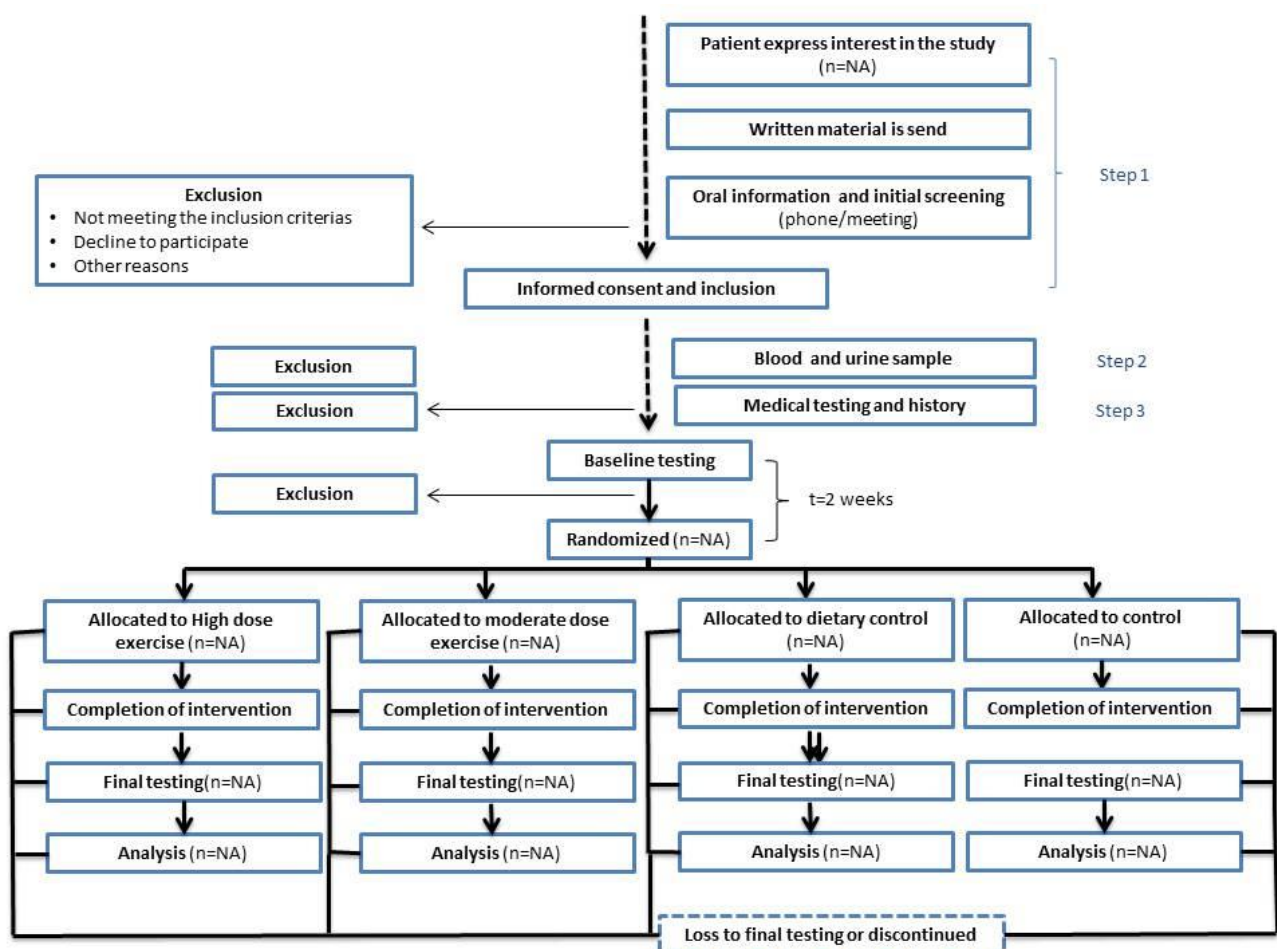 Patient express interest in the study
(n=NA)
Written material is send
Step 1
Exclusion
• Not meeting the inclusion criterias
• Decline to participate
• Other reasons
Oral information and initial screening
(phone/meeting)
Informed consent and inclusion
Exclusion
Blood and urine sample
Step 2
Exclusion
Medical testing and history
Step 3
Baseline testing
Exclusion
t=2 weeks
Randomized (n=NA)
Allocated to High dose
exercise (n=NA)
Allocated to moderate dose
exercise (n=NA)
Allocated to dietary control
(n=NA)
Allocated to control
(n=NA)
Completion of intervention
Completion of intervention
Completion of intervention
Completion of intervention
Final testing(n=NA)
Final testing(n=NA)
Final testing(n=NA)
Final testing(n=NA)
Analysis (n=NA)
Analysis (n=NA)
Analysis (n=NA)
Analysis (n=NA)
Loss to final testing or discontinued